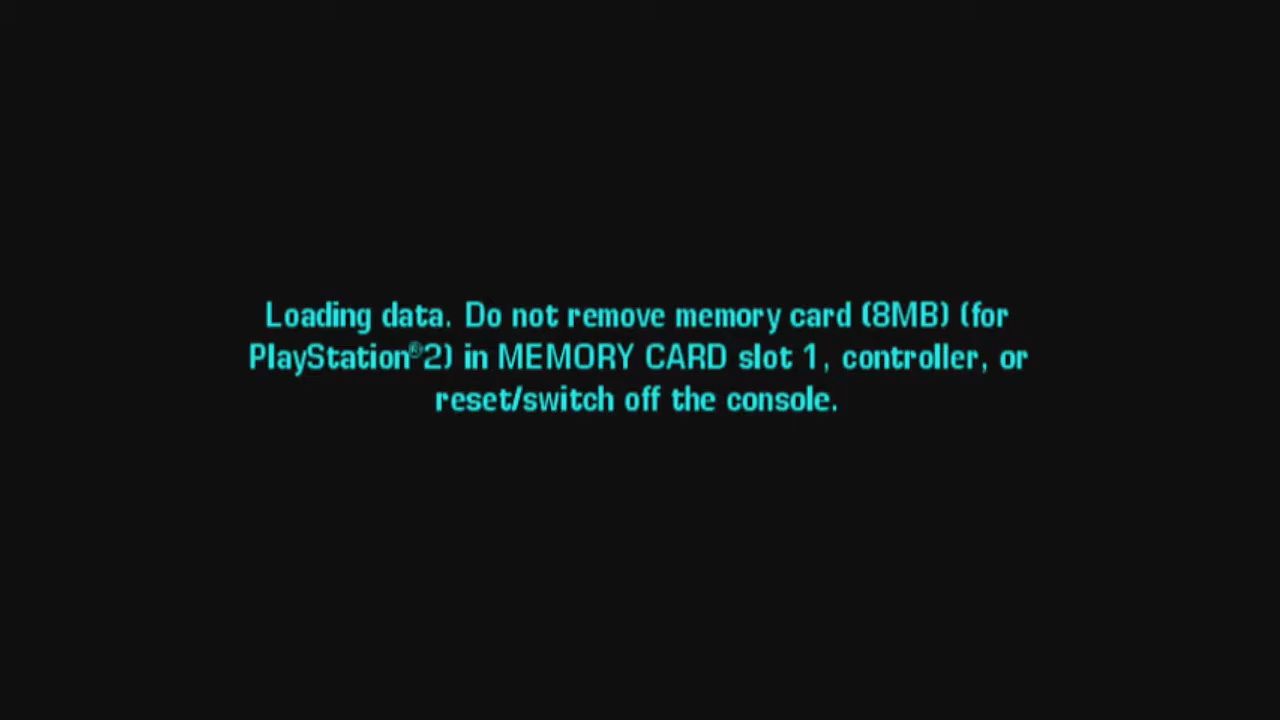 Loading data. Do not remove memory card (8MB) (for
PlayStation®2) in MEMORY CARD slot 1, controller, or
reset/switch off the console.